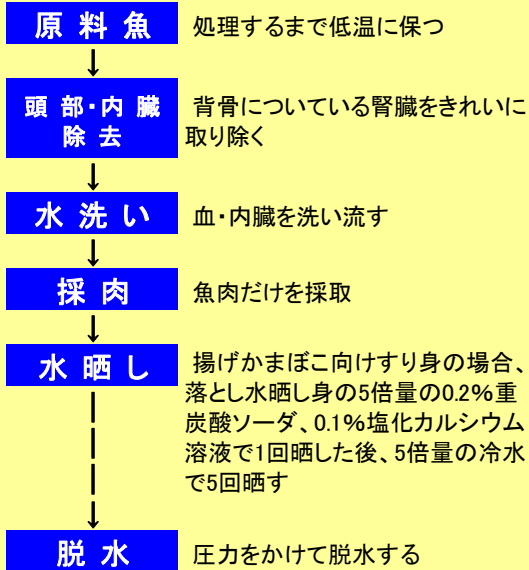 原 料 魚
処理するまで低温に保つ
↓
頭 部・内 臓
除 去
背骨についている腎臓をきれいに
取り除く
↓
水 洗 い
血・内臓を洗い流す
↓
採 肉
魚肉だけを採取
↓
水 晒 し
揚げかまぼこ向けすり身の場合、
落とし水晒し身の5倍量の0.2%重
炭酸ソーダ、0.1%塩化カルシウム
溶液で1回晒した後、5倍量の冷水
で5回晒す
↓
脱 水
圧力をかけて脱水する